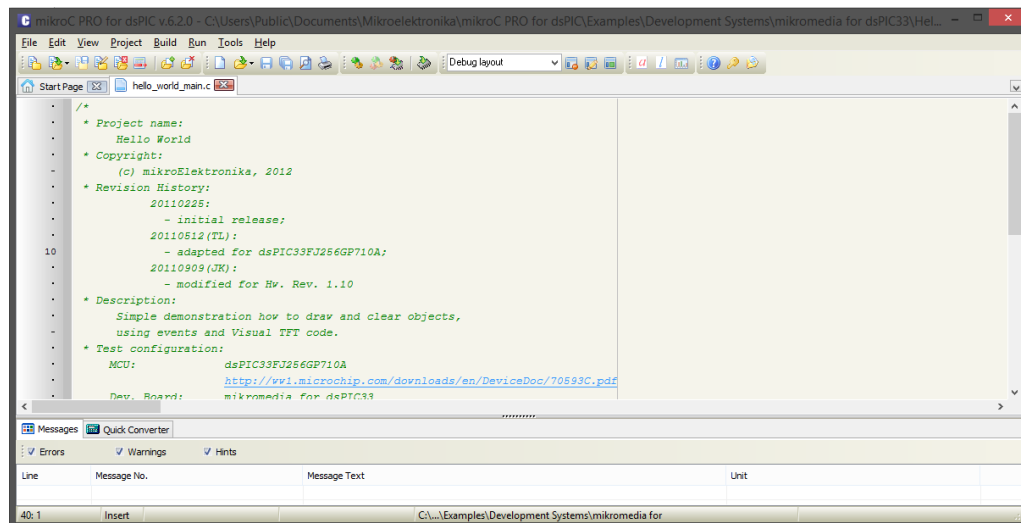 mikroC PRO for dsPIC v.6.2.0 - C:\Users\Public\Documents\Mikroelektronika\mikroC PRO for dsPIC\Examples\Development Systems\mikromedia for dsPIC33\Hel...
File Edit View Project Build Run Tools Help
Debug layout
Start Page hello_world_main.c
/*
* Project name:
Hello World
* Copyright:
(c) mikroElektronika, 2012
* Revision History:
20110225:
- initial release;
20110512(TL):
10 - adapted for dsPIC33FJ256GP710A;
20110909(JK):
- modified for Hw. Rev. 1.10
* Description:
Simple demonstration how to draw and clear objects,
using events and Visual TFT code.
* Test configuration:
MCU: dsPIC33FJ256GP710A
http://ww1.microchip.com/downloads/en/DeviceDoc/70593C.pdf
Dev. Board: mikromedia for dsPIC33
Messages Quick Converter
Errors Warnings Hints
Line Message No. Message Text Unit
40: 1 Insert C:\...\Examples\Development Systems\mikromedia for